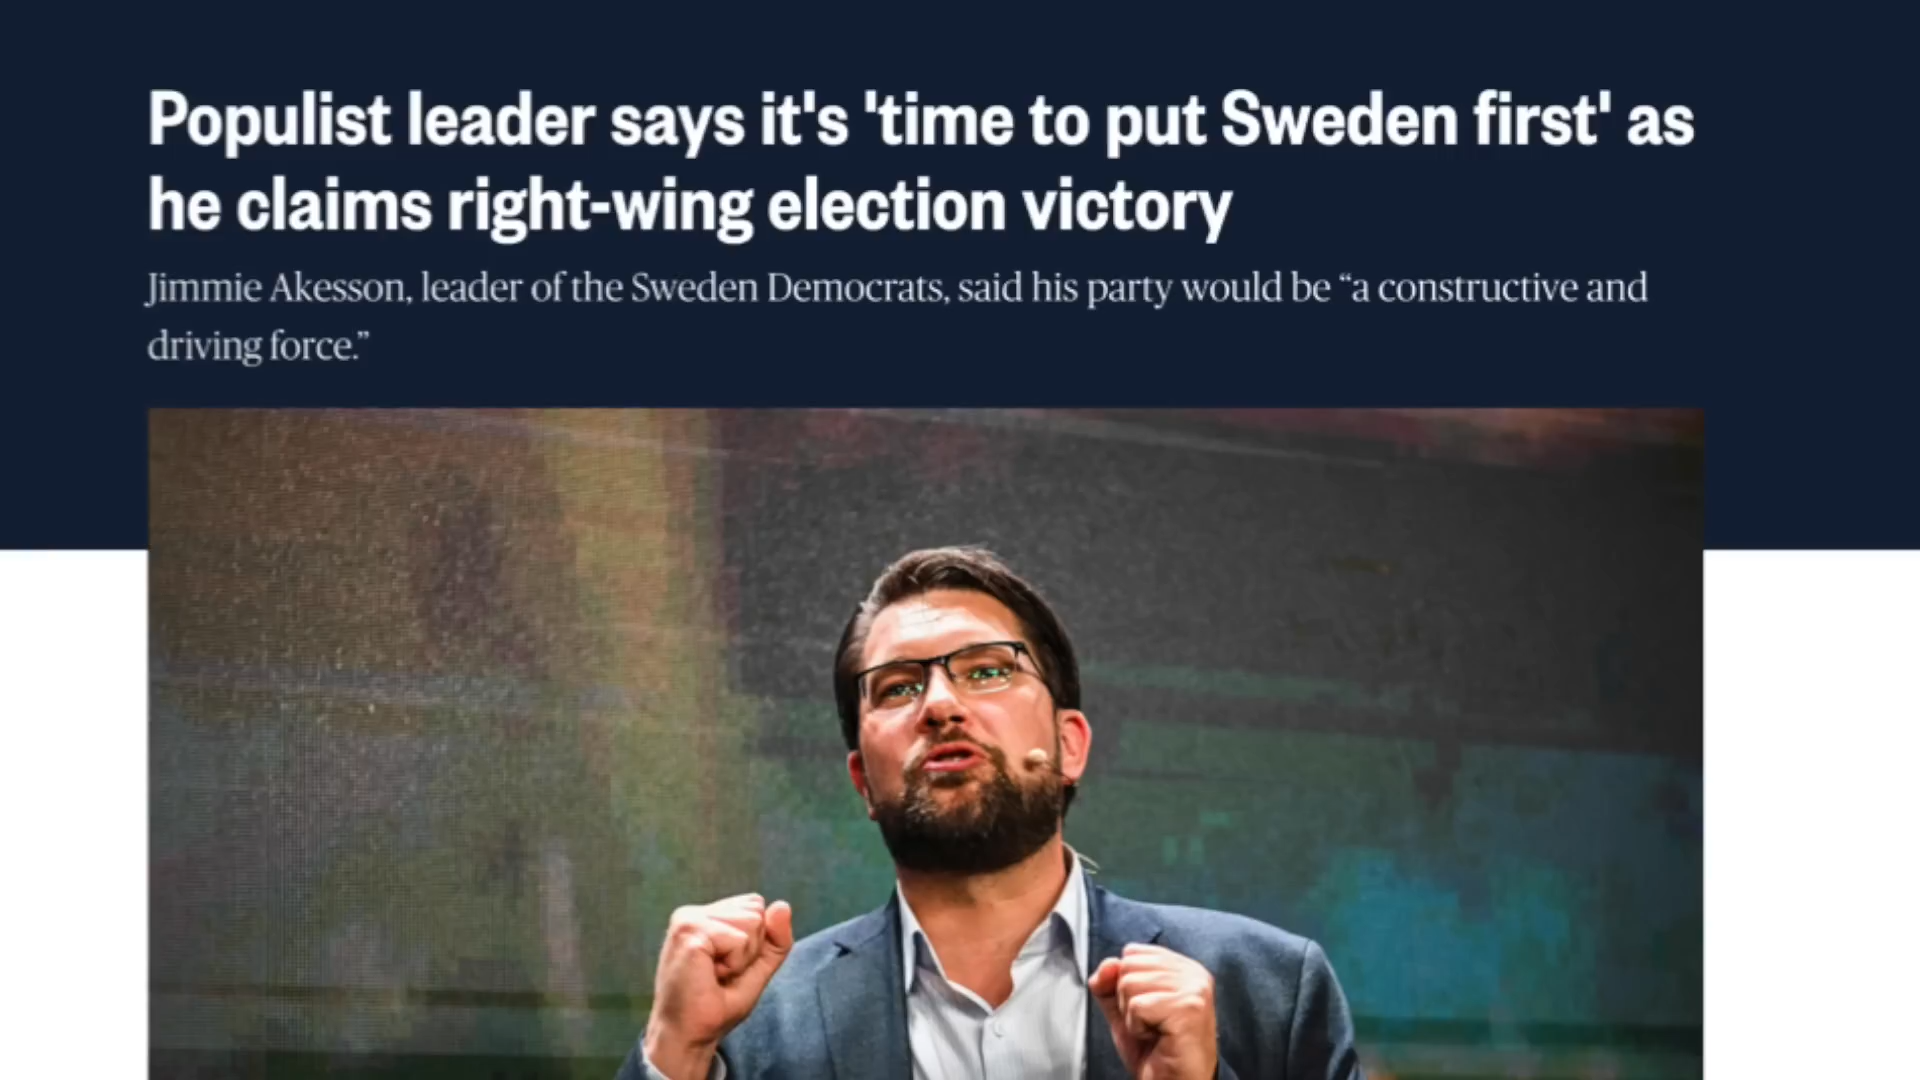 Populist leader says it's 'time to put Sweden first' as
he claims right-wing election victory
Jimmie Akesson, leader of the Sweden Democrats, said his party would be “a constructive and
driving force.”